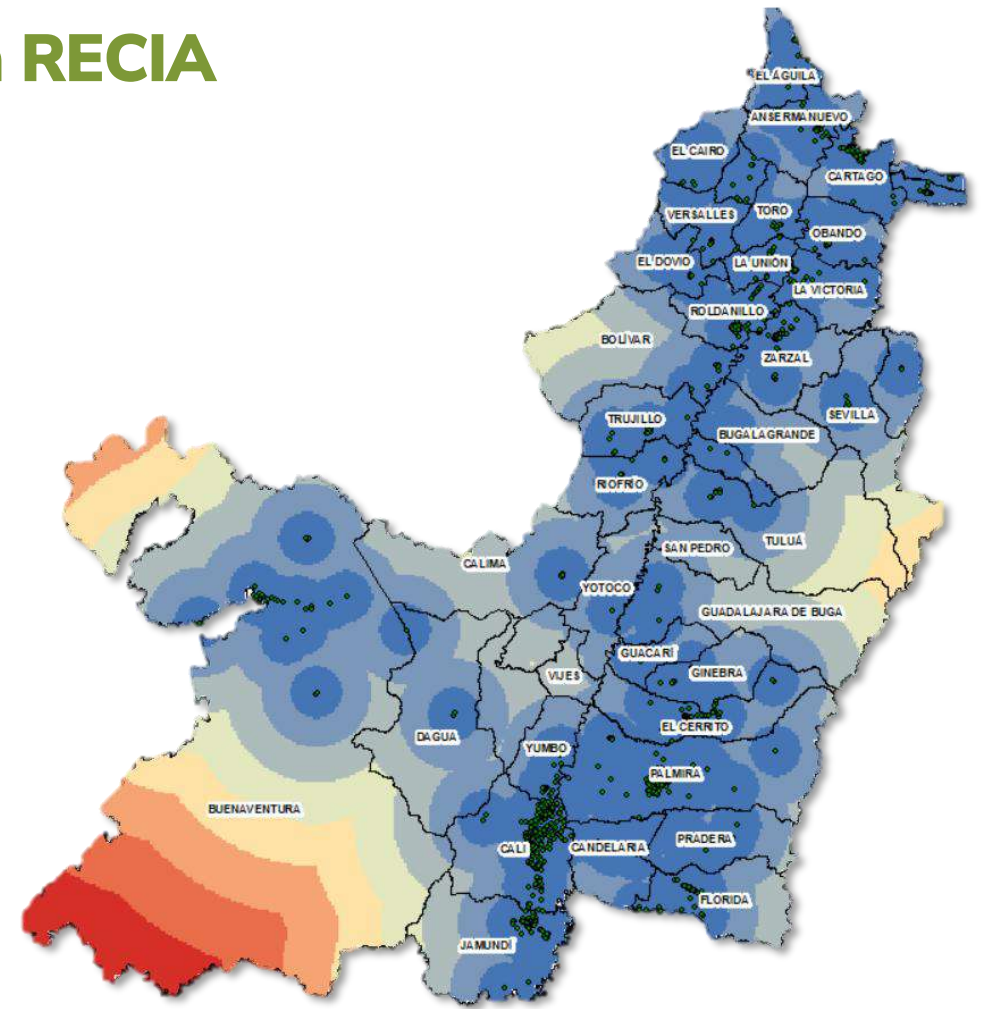 RECIA
EL ÁGUILA
ANSERMANUEVO
EL CAIRO
CARTAGO
VERSALLES
TORO
OBANDO
EL DOVIO
LA UNIÓN
LA VICTORIA
ROLDANILLO
BOLÍVAR
ZARZAL
TRUJILLO
SEVILLA
BUGALAGRANDE
RIOFRÍO
TULUÁ
SAN PEDRO
CALIMA
YOTOCO
GUADALAJARA DE BUGA
GUACARÍ
GINEBRA
VIJES
EL CERRITO
DAGUA
YUMBO
PALMIRA
BUENAVENTURA
PRADERA
CALI
CANDELARIA
FLORIDA
JAMUNDÍ